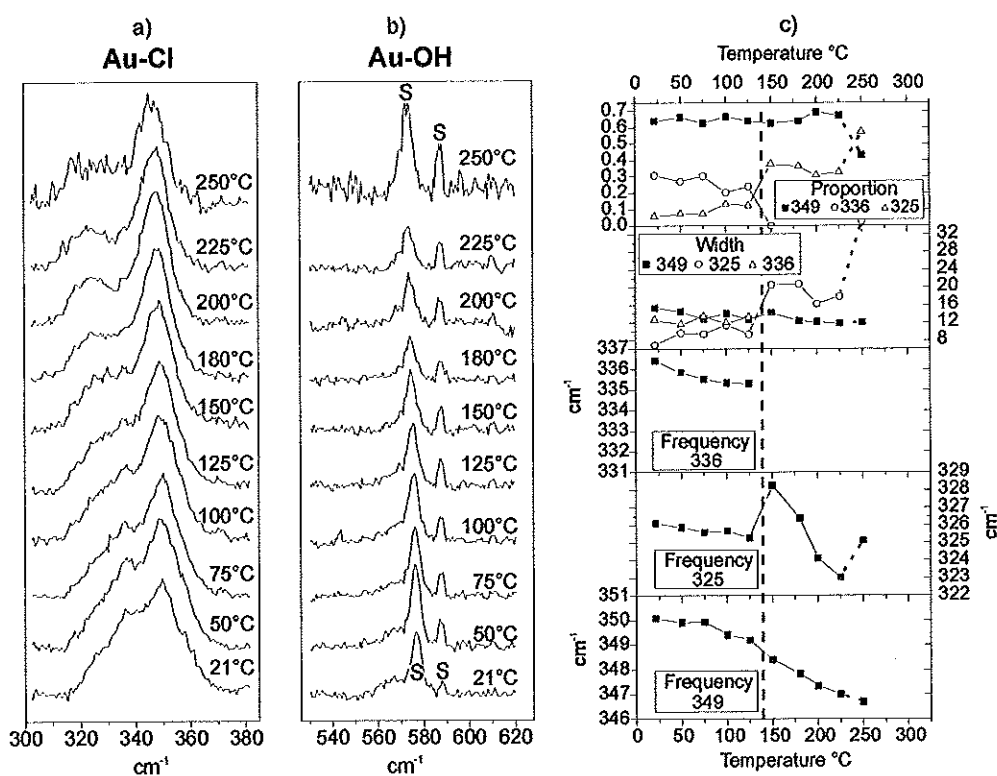 a)
Au-Cl
250°C
225°C
200°C
180°C
150°C
125°C
100°C
75°C
50°C
21°C
300 320 340 360 380
cm-1
b)
Au-OH
S
S
250°C
225°C
200°C
180°C
150°C
125°C
100°C
75°C
50°C
S S
21°C
540 560 580 600 620
cm-1
c)
Temperature °C
0 50 100 150 200 250 300
0.7
0.6
0.5
0.4
0.3
0.2
0.1
0.0
Proportion
349 336 325
Width
349 325 336
32
28
24
20
16
12
8
337
336
335
334
333
332
331
cm-1
Frequency
336
329
328
327
326
325
324
323
322
cm-1
Frequency
325
351
350
349
348
347
346
cm-1
Frequency
349
0 50 100 150 200 250 300
Temperature °C